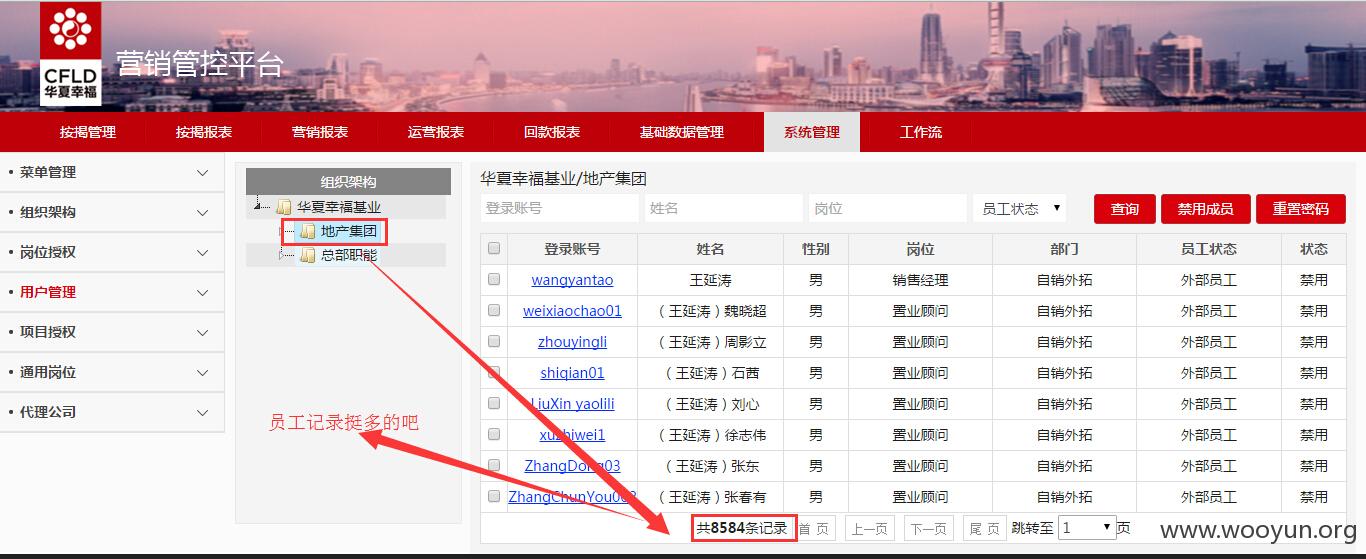 营销管控平台
CFLD
华夏幸福
按揭管理 按揭报表 营销报表 运营报表 回款报表 基础数据管理 系统管理 工作流
菜单管理
组织架构
岗位授权
用户管理
项目授权
通用岗位
代理公司
组织架构
华夏幸福基业
地产集团
总部职能
员工记录挺多的吧
华夏幸福基业/地产集团
登录账号 姓名 岗位 员工状态 查询 禁用成员 重置密码
登录账号 姓名 性别 岗位 部门 员工状态 状态
wangyantao 王延涛 男 销售经理 自销外拓 外部员工 禁用
weixiaochao01 （王延涛）魏晓超 男 置业顾问 自销外拓 外部员工 禁用
zhouyingli （王延涛）周影立 男 置业顾问 自销外拓 外部员工 禁用
shiqian01 （王延涛）石茜 男 置业顾问 自销外拓 外部员工 禁用
LiuXin yaolili （王延涛）刘心 男 置业顾问 自销外拓 外部员工 禁用
xuzhiwei1 （王延涛）徐志伟 男 置业顾问 自销外拓 外部员工 禁用
ZhangDong03 （王延涛）张东 男 置业顾问 自销外拓 外部员工 禁用
（王延涛）张春有 男 置业顾问 自销外拓 外部员工 禁用
共8584条记录 首 页 上一页 下一页 尾 页 跳转至 1 页
www.wooyun.org